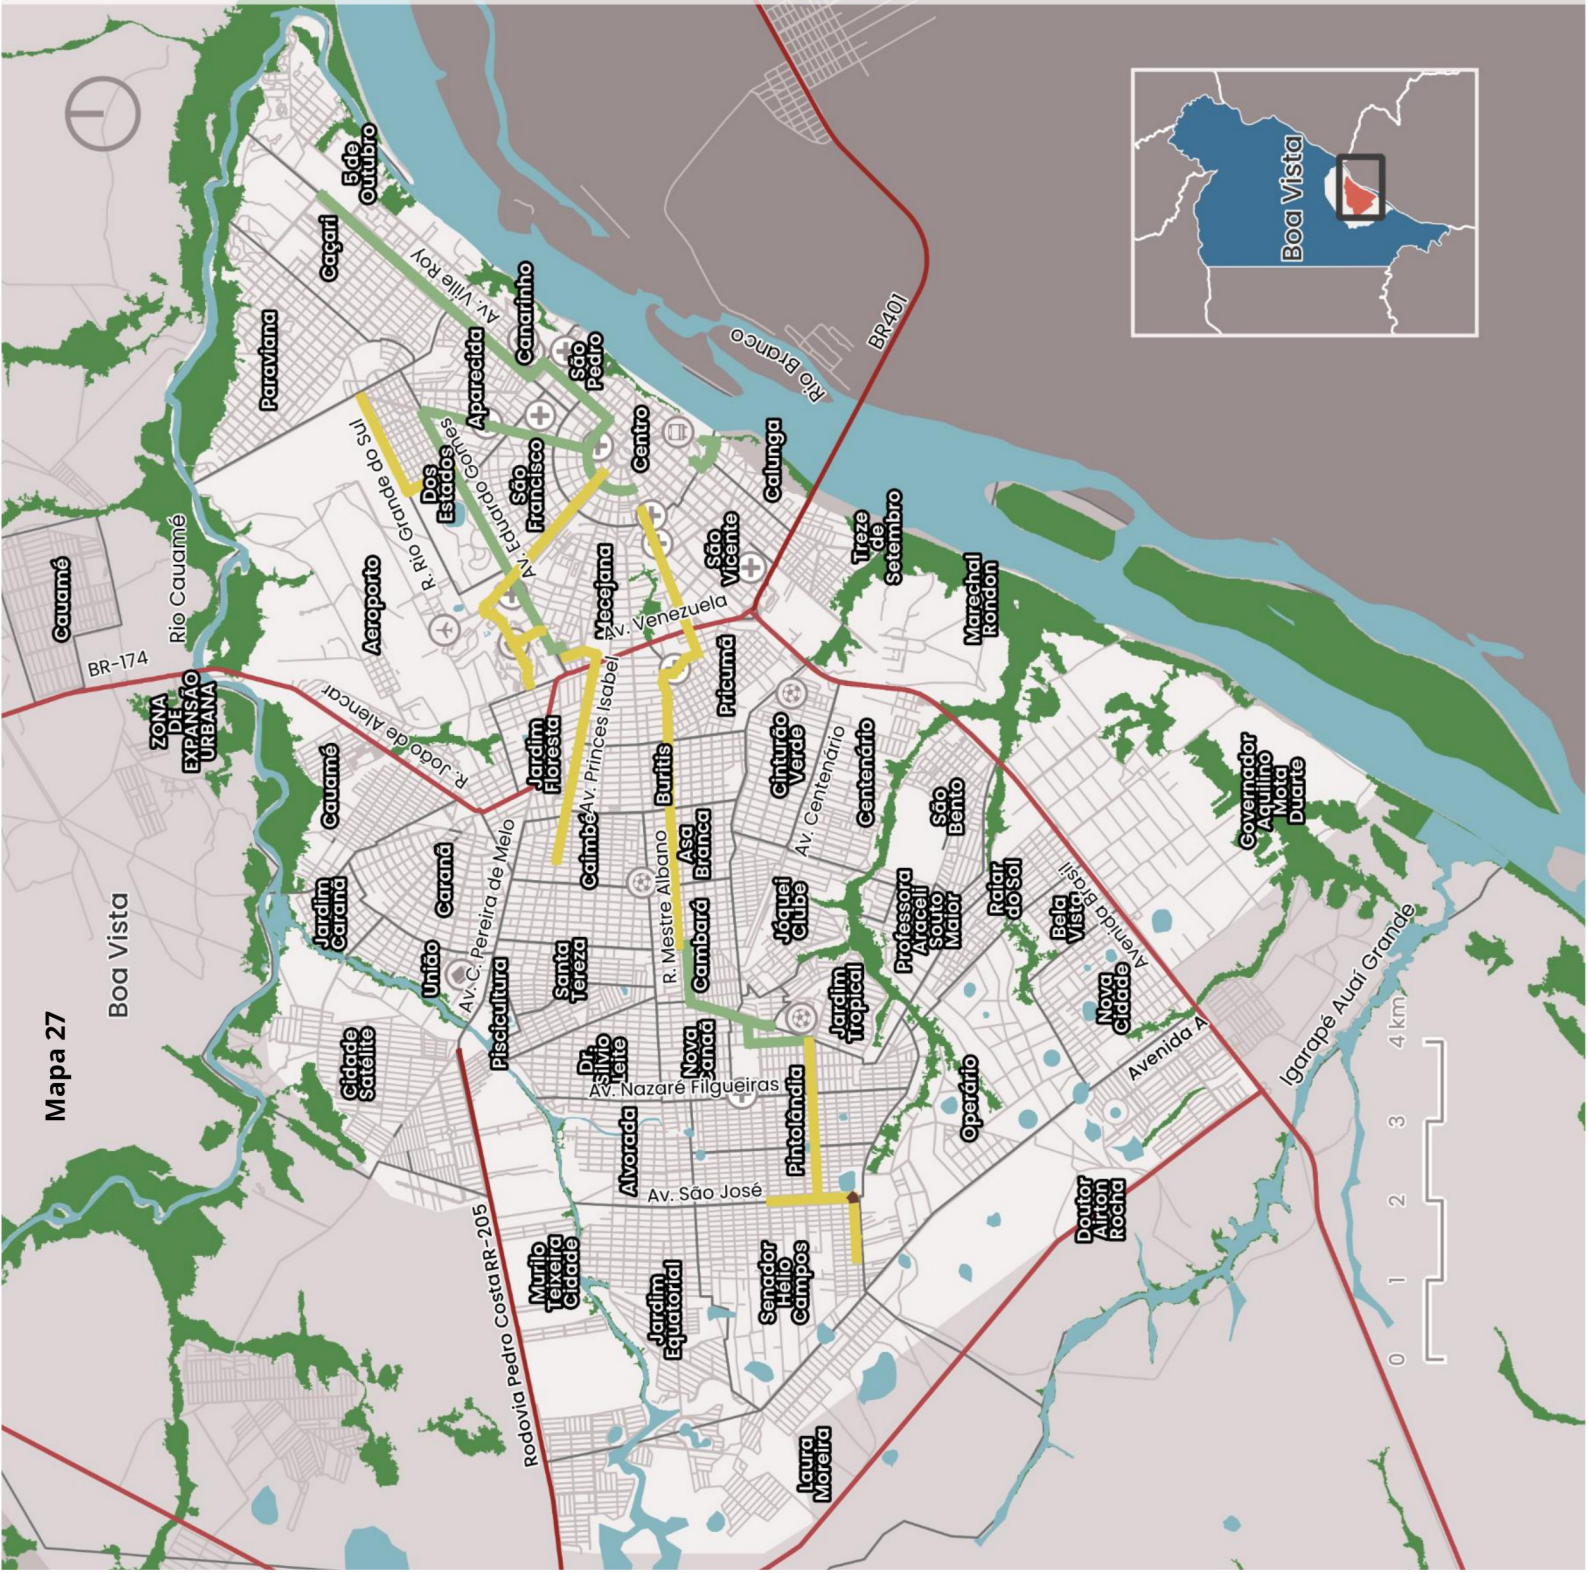 Mapa 27
Boa Vista
Cauamé
BR-174
Rio Cauamé
ZONA
DE
EXPANSÃO
URBANA
5 de
Outubro
Caçari
Paraviana
Av. Ville Roy
Canarinho
Aparecida
São
Pedro
R. Rio Grande do Sul
Dos
Estados
Av. Eduardo Gomes
São
Francisco
Centro
Calunga
Rio Branco
BR401
Boa Vista
Aeroporto
Mecejana
São
Vicente
Av. Venezuela
Treze
de
Setembro
Marechal
Rondon
Pricumã
R. João de Alencar
Cauamé
Jardim
Floresta
Av. Princes Isabel
Buritis
Cinturão
Verde
Av. Centenário
Centenário
São
Bento
Governador
Aquilino
Mota
Duarte
Jardim
Caranã
Caranã
Av. C. Pereira de Melo
Caimbé
R. Mestre Albano
Asa
Branca
União
Piscicultura
Santa
Tereza
Cambará
Jóquei
Clube
Professora
Araceli
Souto
Maior
Raiar
do Sol
Bela
Vista
Avenida Brasil
Jardim
Tropical
Nova
Cidade
Cidade
Satélite
Dr.
Silvio
Leite
Nova
Canaã
Av. Nazaré Filgueiras
Pintolândia
Operário
Avenida A
Igarapé Auaí Grande
Alvorada
Av. São José
Doutor
Airton
Rocha
Rodovia Pedro Costa
RR-205
Murilo
Teixeira
Cidade
Jardim
Equatorial
Senador
Hélio
Campos
Laura
Moreira
0 1 2 3 4 km